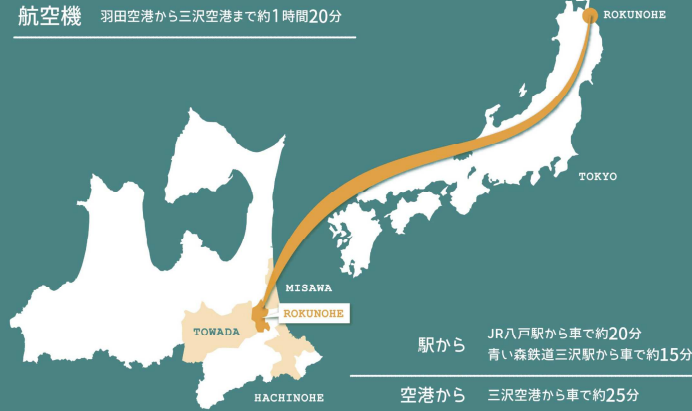 航空機 羽田空港から三沢空港まで約1時間20分
ROKUNOHE
TOKYO
MISAWA
ROKUNOHE
TOWADA
HACHINOHE
駅から JR八戸駅から車で約20分
青い森鉄道三沢駅から車で約15分
空港から 三沢空港から車で約25分